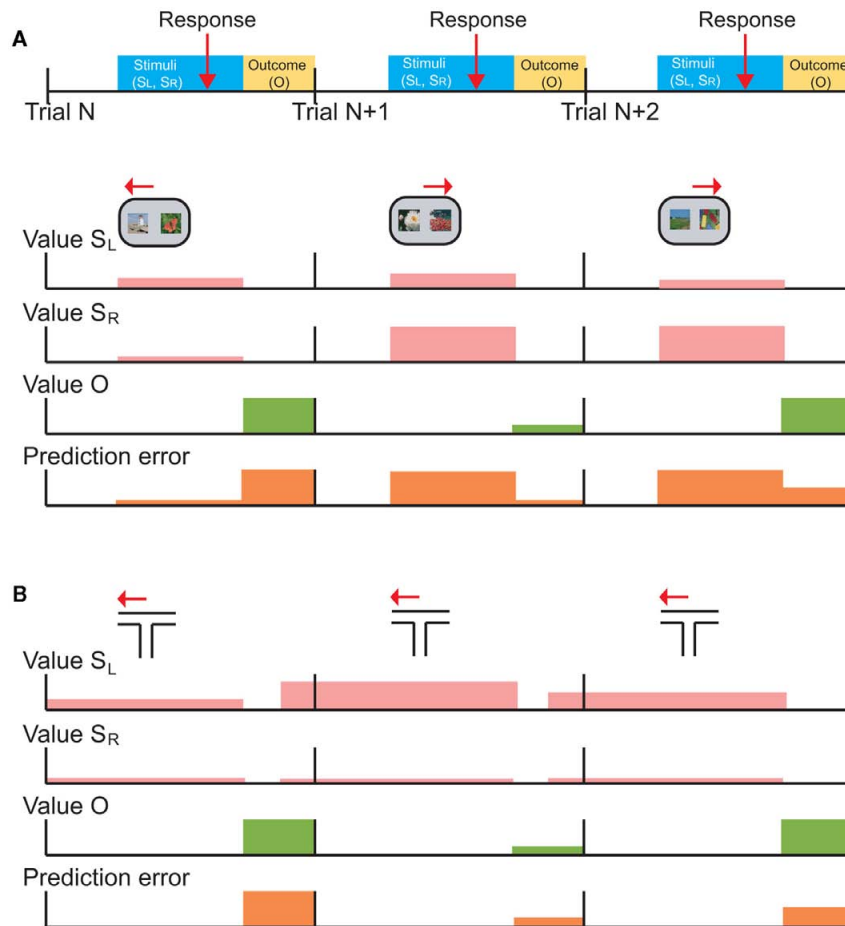 A
Response Response Response
Stimuli Outcome Stimuli Outcome Stimuli Outcome
(SL, SR) (O) (SL, SR) (O) (SL, SR) (O)
Trial N Trial N+1 Trial N+2
Value SL
Value SR
Value O
Prediction error
B
Value SL
Value SR
Value O
Prediction error